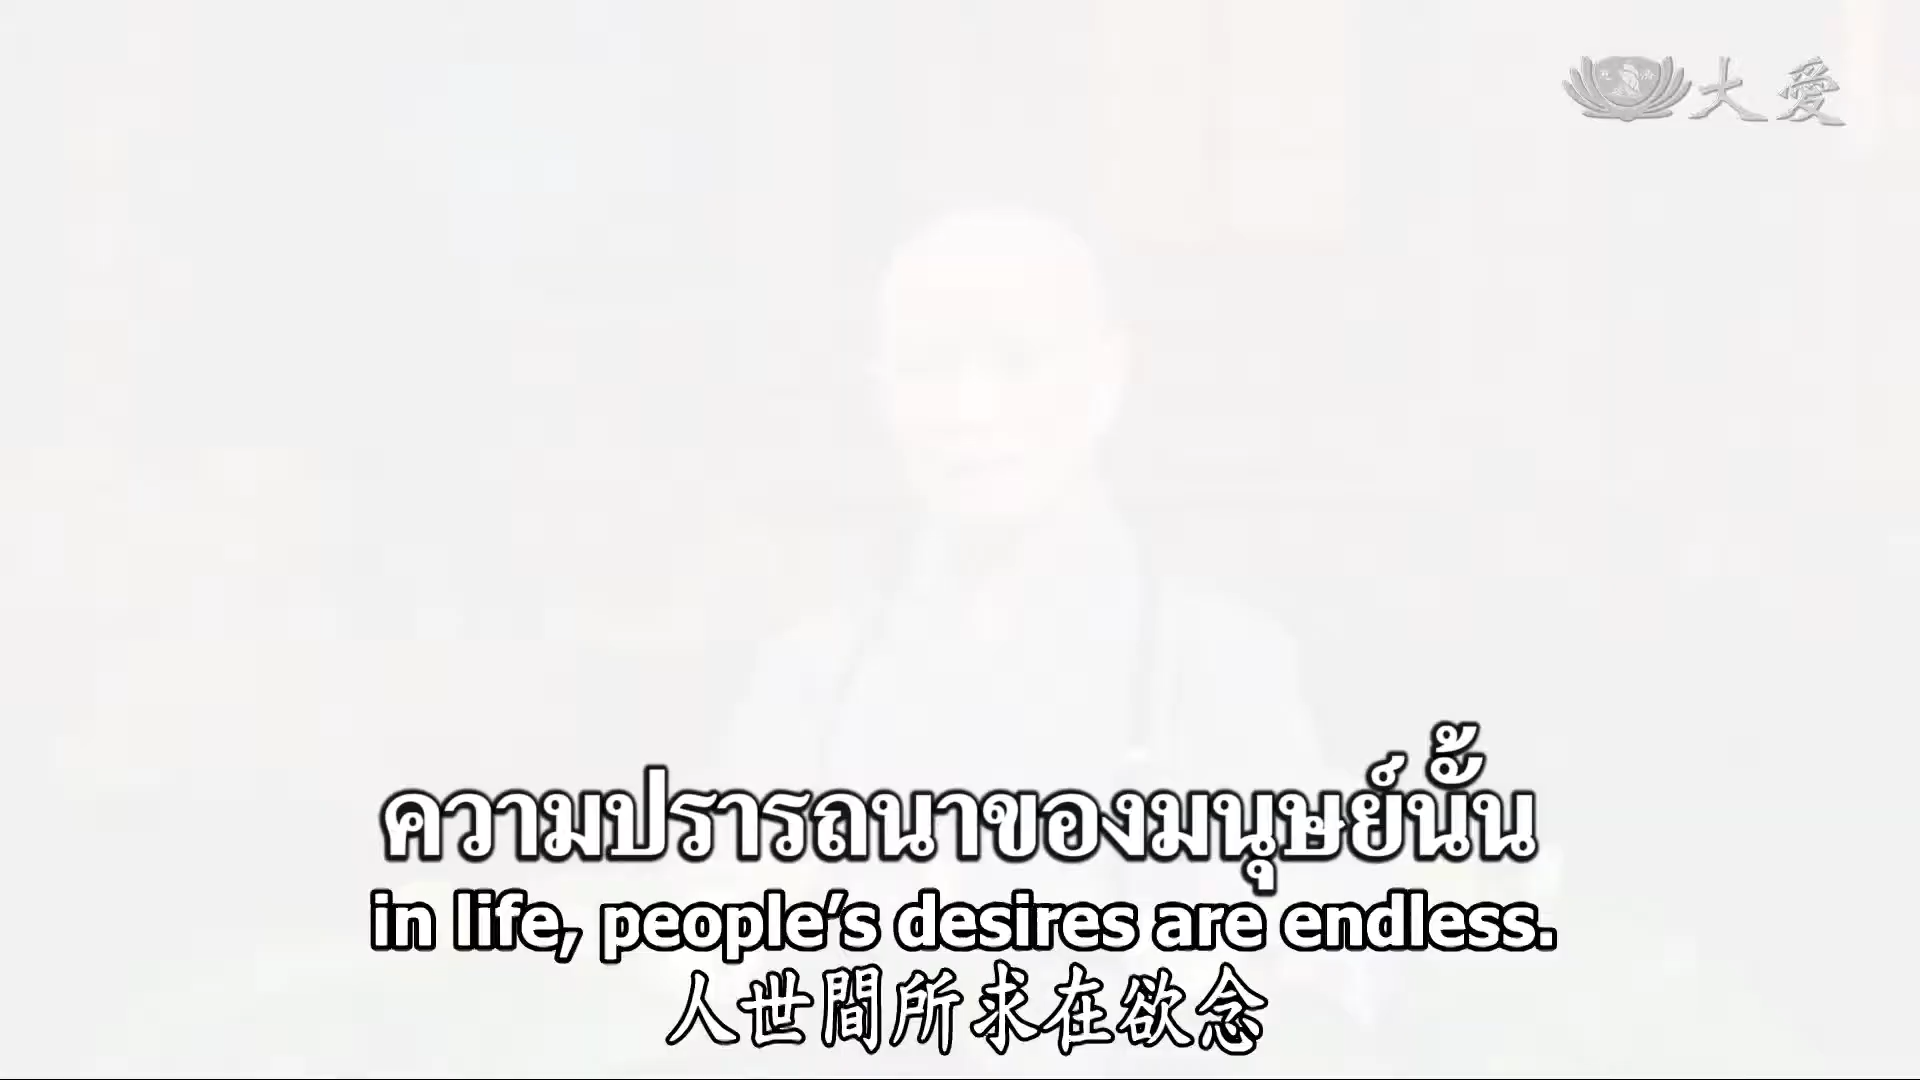 大愛
ความปรารถนาของมนุษย์นั้น
in life, people's desires are endless.
人世間所求在欲念